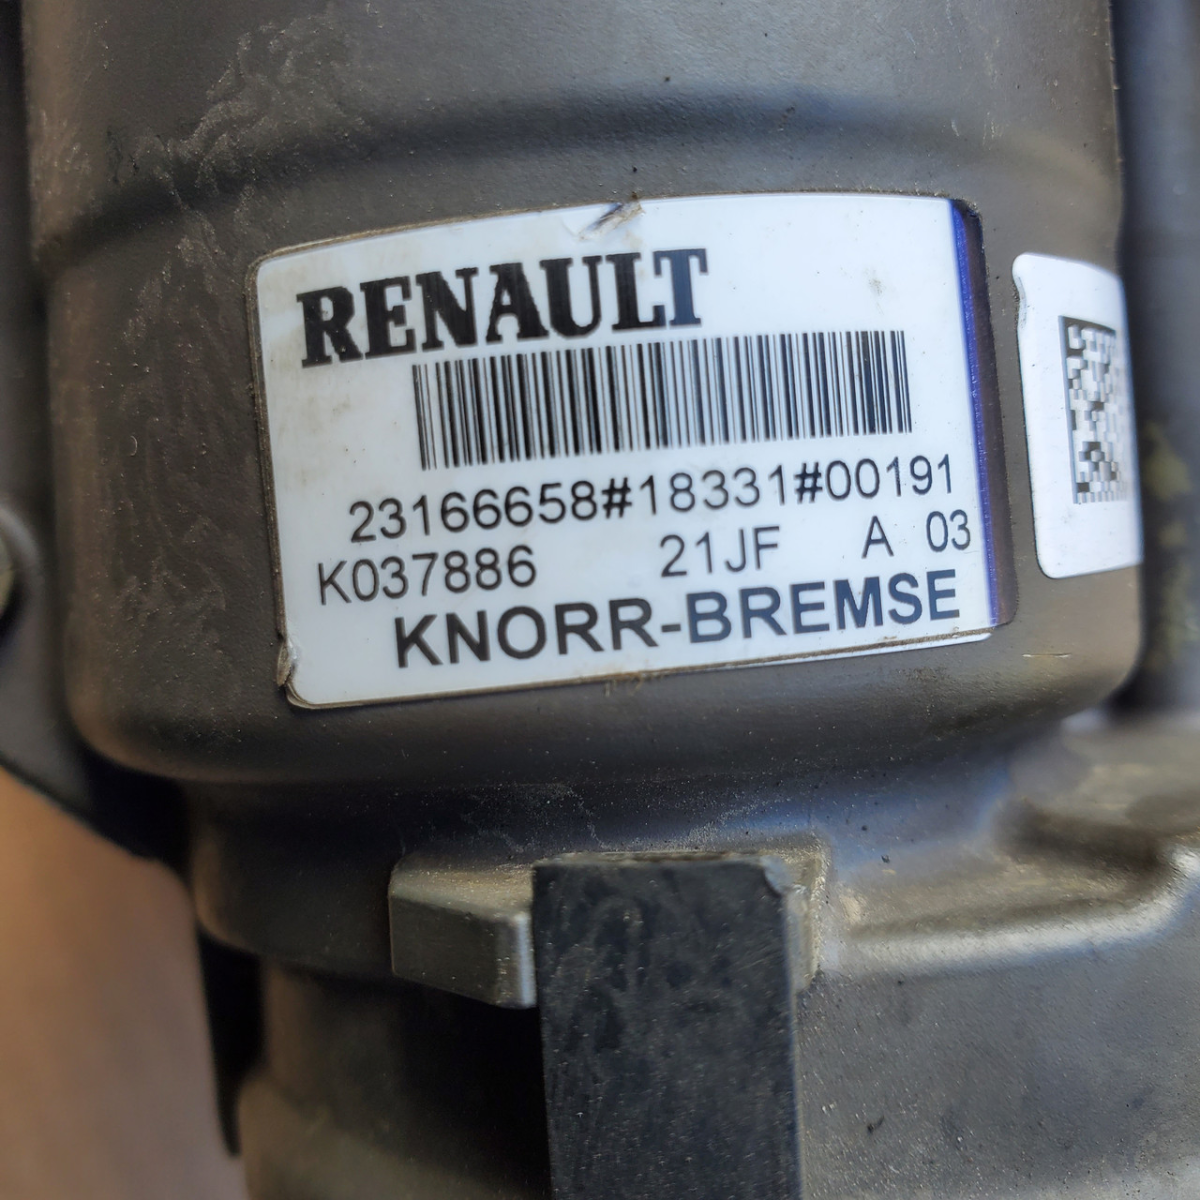 RENAULT
23166658#18331#00191
K037886 21JF A 03
KNORR-BREMSE